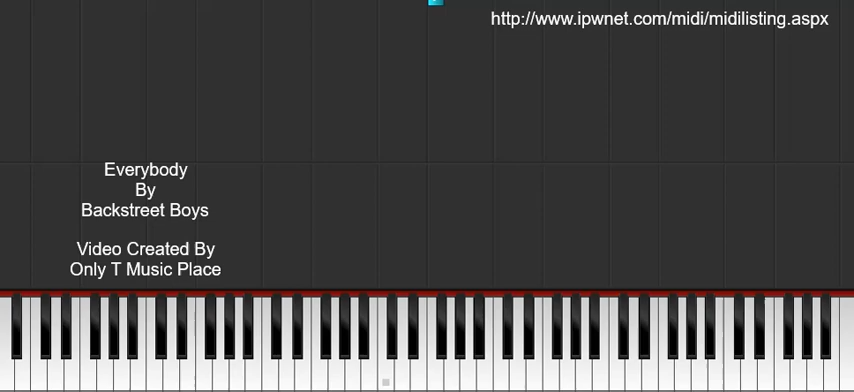 http://www.ipwnet.com/midi/midilisting.aspx
Everybody
By
Backstreet Boys
Video Created By
Only T Music Place